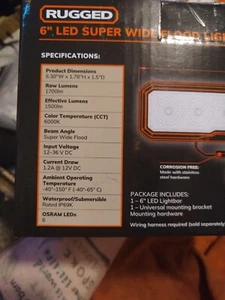 RUGGED
6" LED SUPER WIDE FLOOD LIGH
SPECIFICATIONS:
Product Dimensions
6.30"W x 1.78"H x 1.5"D
Raw Lumens
1700lm
Effective Lumens
1500lm
Color Temperature (CCT)
6000K
Beam Angle
Super Wide Flood
Input Voltage
12–36 V DC
Current Draw
1.2A @ 12V DC
Ambient Operating
Temperature
-40°-150° F (-40°-65° C)
Waterproof/Submersible
Rated IP69K
OSRAM LEDs
6
CORROSION FREE:
Made with stainless
steel hardware
PACKAGE INCLUDES:
1 – 6" LED Lightbar
1 – Universal mounting bracket
Mounting hardware
Wiring harness required (sold separately)